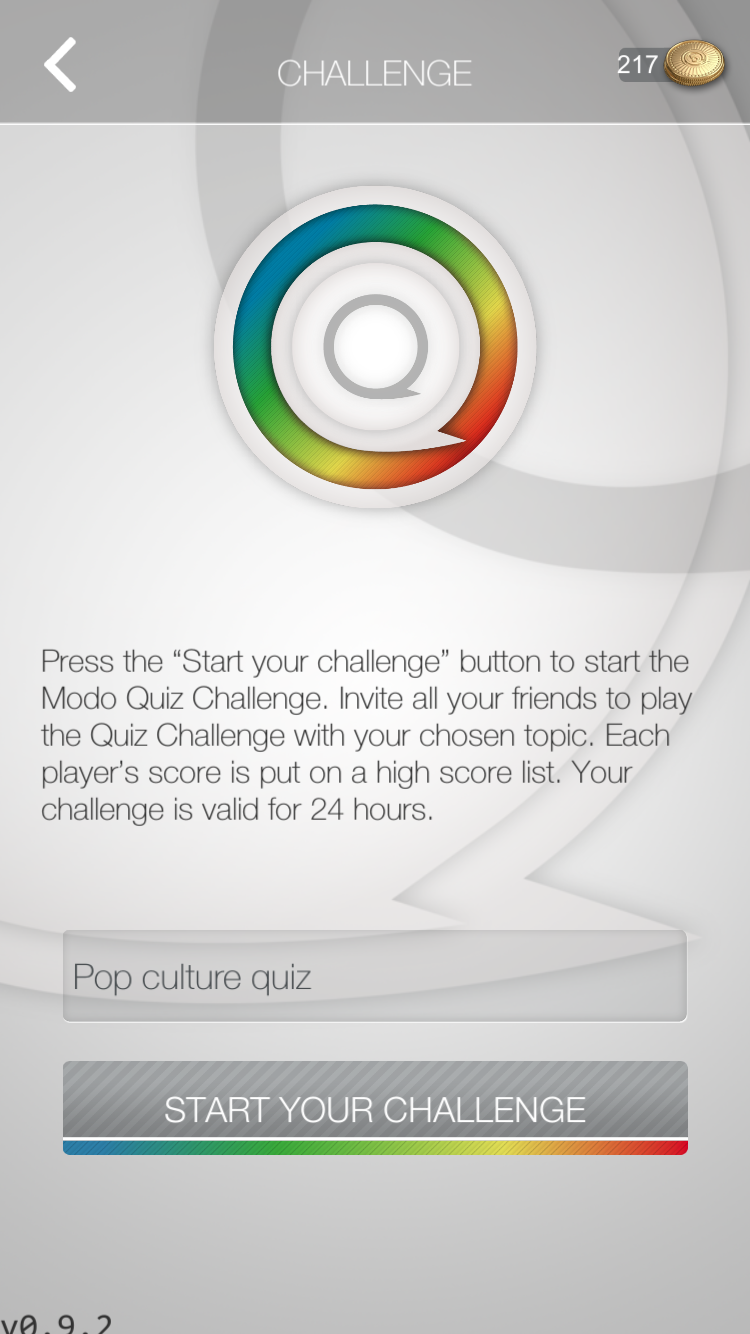 CHALLENGE
217
Press the “Start your challenge” button to start the
Modo Quiz Challenge. Invite all your friends to play
the Quiz Challenge with your chosen topic. Each
player’s score is put on a high score list. Your
challenge is valid for 24 hours.
Pop culture quiz
START YOUR CHALLENGE
v0.9.2